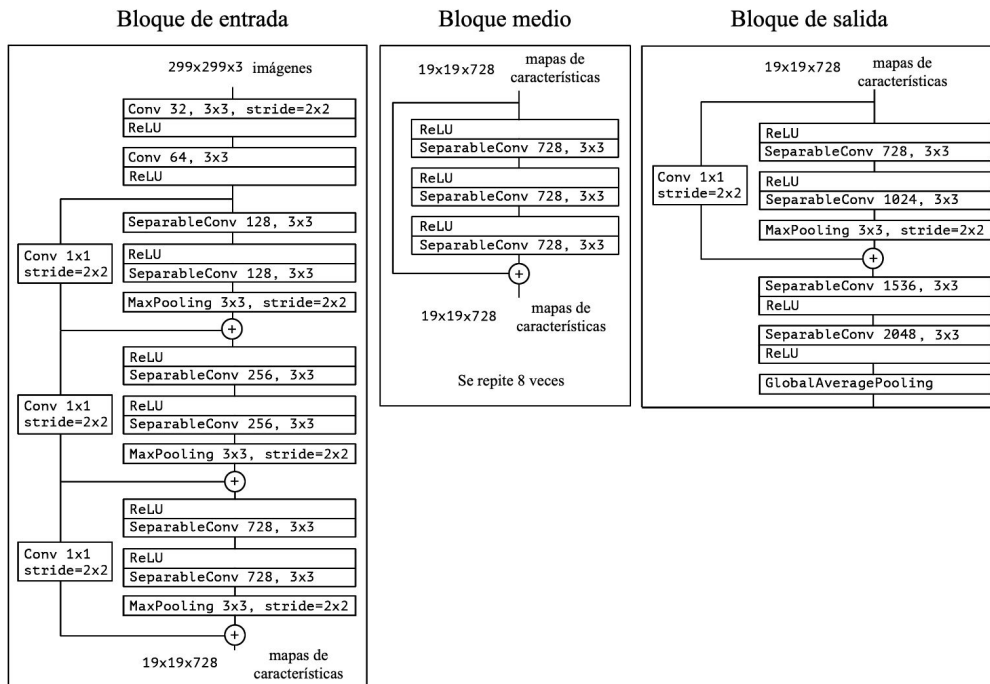 Bloque de entrada
299x299x3 imágenes
Conv 32, 3x3, stride=2x2
ReLU
Conv 64, 3x3
ReLU
SeparableConv 128, 3x3
Conv 1x1
stride=2x2
ReLU
SeparableConv 128, 3x3
MaxPooling 3x3, stride=2x2
+
ReLU
SeparableConv 256, 3x3
Conv 1x1
stride=2x2
ReLU
SeparableConv 256, 3x3
MaxPooling 3x3, stride=2x2
+
ReLU
SeparableConv 728, 3x3
Conv 1x1
stride=2x2
ReLU
SeparableConv 728, 3x3
MaxPooling 3x3, stride=2x2
+
19x19x728 mapas de
características
Bloque medio
19x19x728 mapas de
características
ReLU
SeparableConv 728, 3x3
ReLU
SeparableConv 728, 3x3
ReLU
SeparableConv 728, 3x3
+
19x19x728 mapas de
características
Se repite 8 veces
Bloque de salida
19x19x728 mapas de
características
ReLU
SeparableConv 728, 3x3
Conv 1x1
stride=2x2
ReLU
SeparableConv 1024, 3x3
MaxPooling 3x3, stride=2x2
+
SeparableConv 1536, 3x3
ReLU
SeparableConv 2048, 3x3
ReLU
GlobalAveragePooling